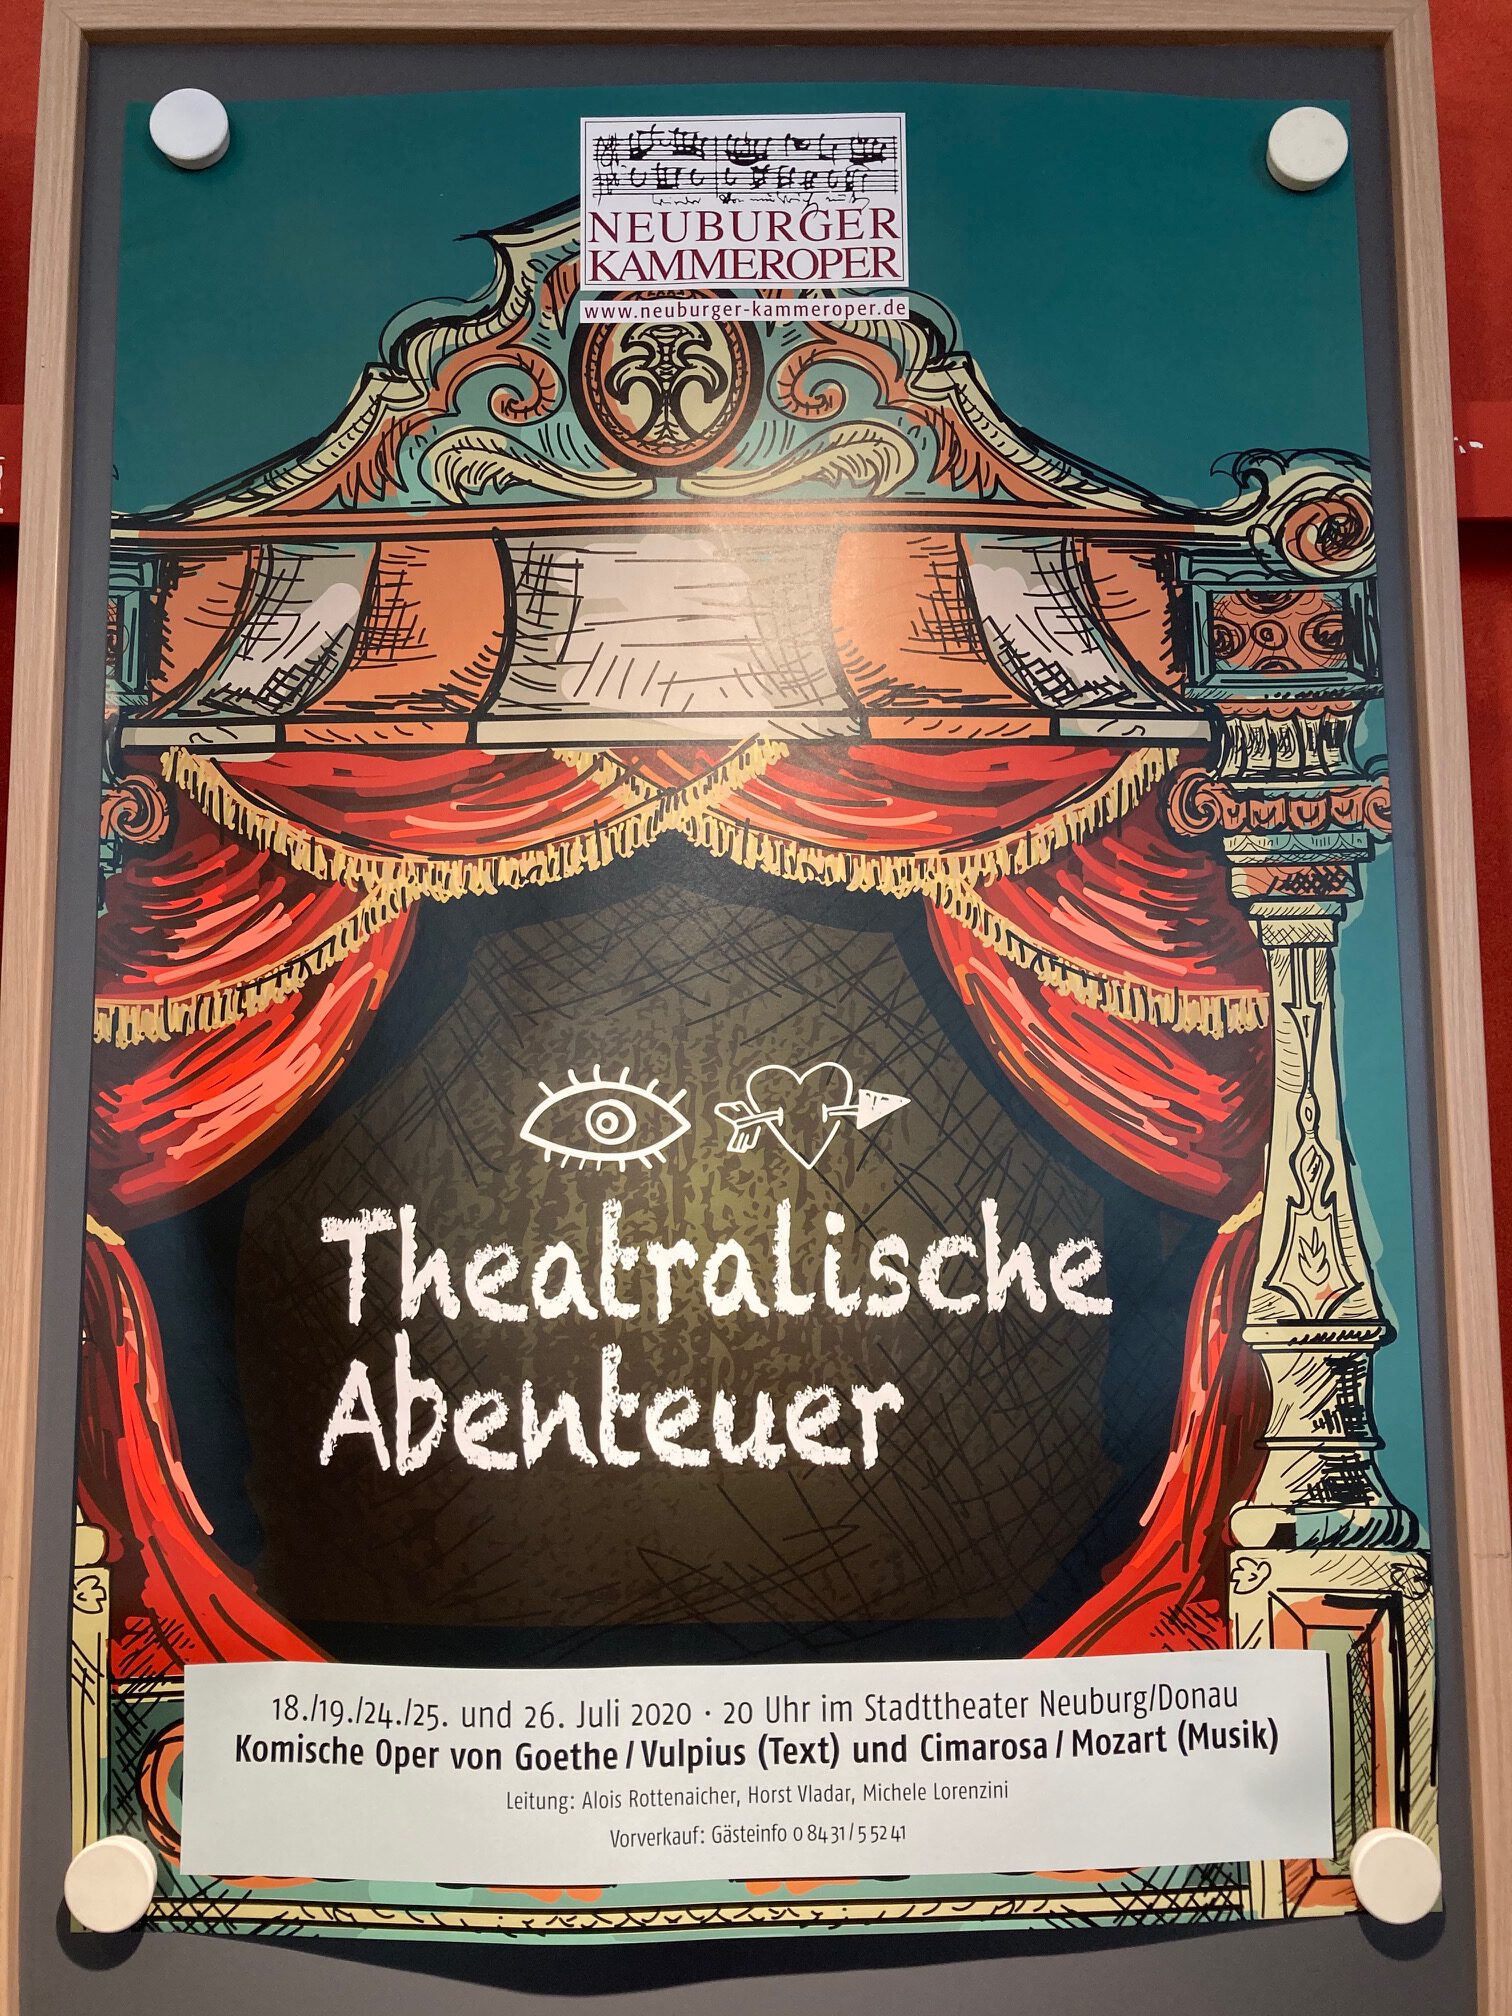 NEUBURGER
KAMMEROPER
www.neuburger-kammeroper.de
Theatralische
Abenteuer
18./19./24./25. und 26. Juli 2020 · 20 Uhr im Stadttheater Neuburg/Donau
Komische Oper von Goethe / Vulpius (Text) und Cimarosa / Mozart (Musik)
Leitung: Alois Rottenaicher, Horst Vladar, Michele Lorenzini
Vorverkauf: Gästeinfo 0 84 31 / 5 52 41